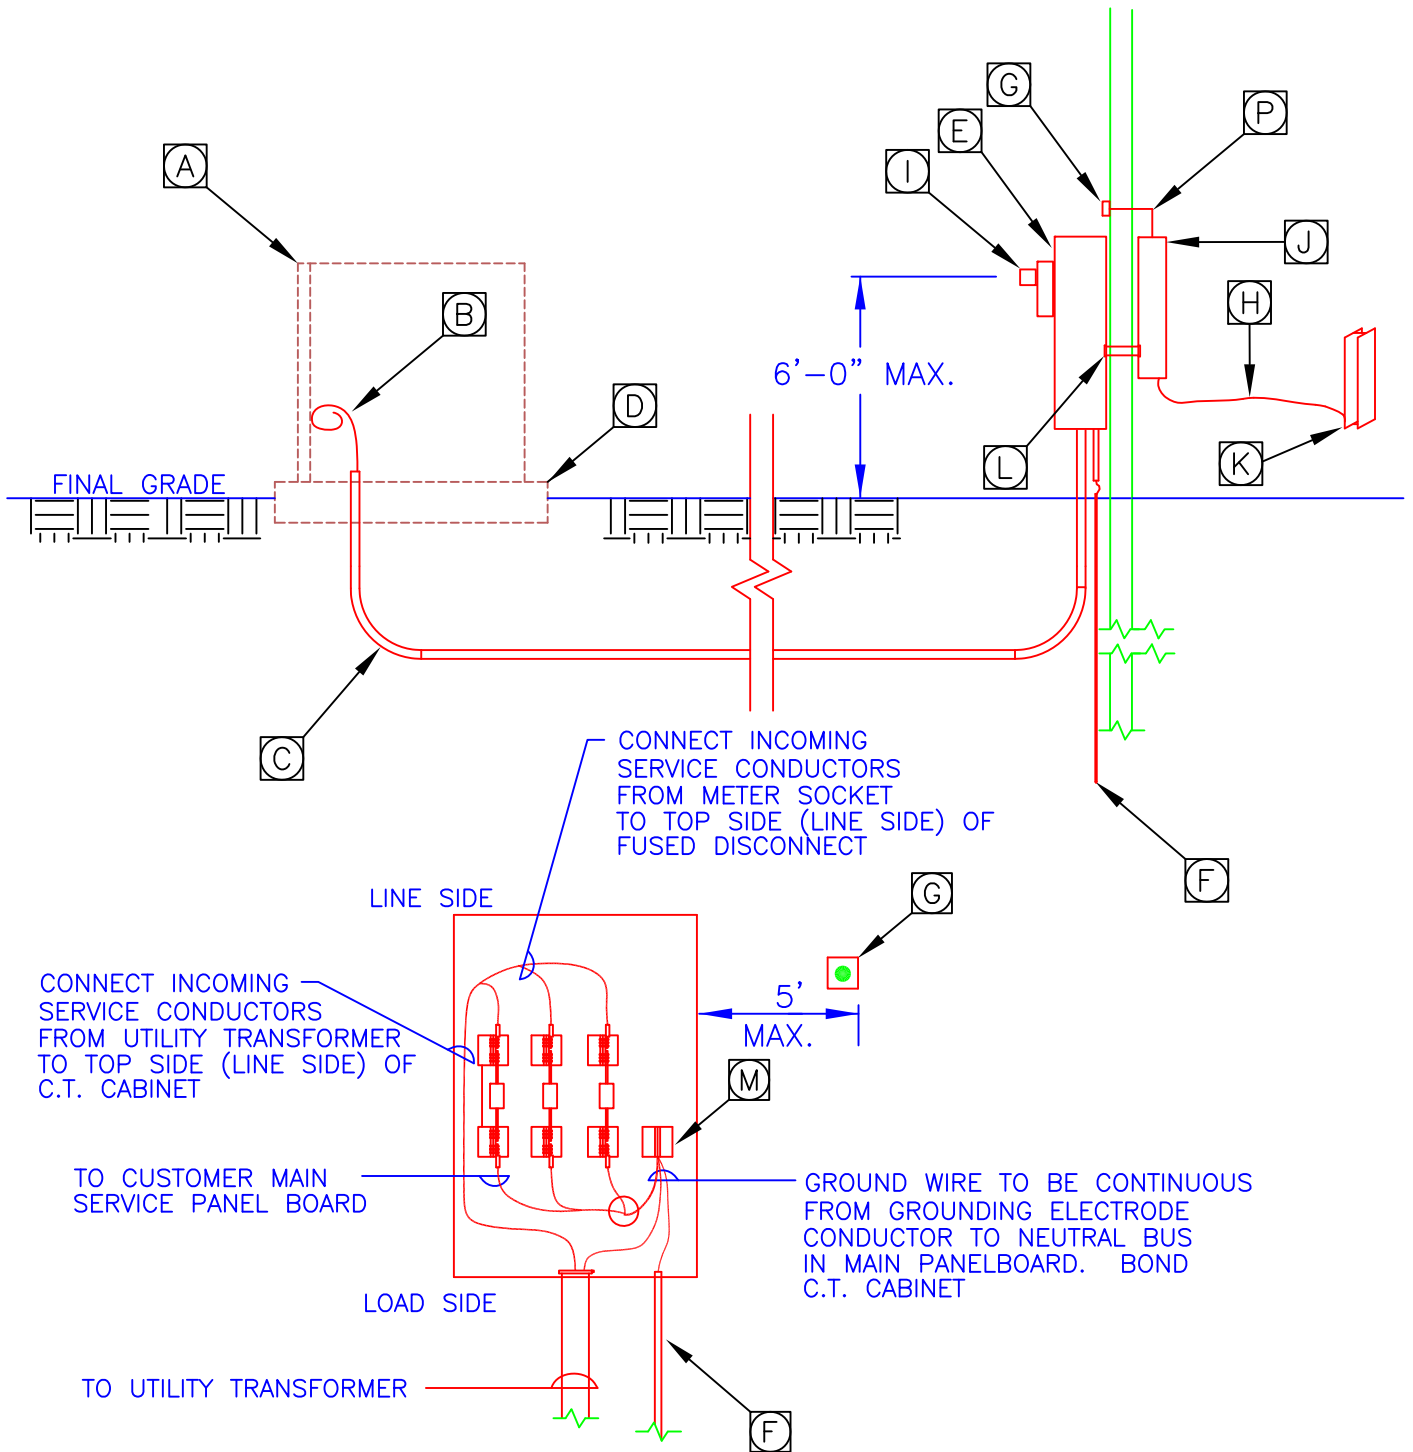 G
P
E
A
I
J
B
H
6'-0" MAX.
D
L
K
FINAL GRADE
C
CONNECT INCOMING
SERVICE CONDUCTORS
FROM METER SOCKET
TO TOP SIDE (LINE SIDE) OF
FUSED DISCONNECT
F
LINE SIDE
G
CONNECT INCOMING
SERVICE CONDUCTORS
FROM UTILITY TRANSFORMER
TO TOP SIDE (LINE SIDE) OF
C.T. CABINET
5'
MAX.
M
TO CUSTOMER MAIN
SERVICE PANEL BOARD
GROUND WIRE TO BE CONTINUOUS
FROM GROUNDING ELECTRODE
CONDUCTOR TO NEUTRAL BUS
IN MAIN PANELBOARD. BOND
C.T. CABINET
LOAD SIDE
TO UTILITY TRANSFORMER
F